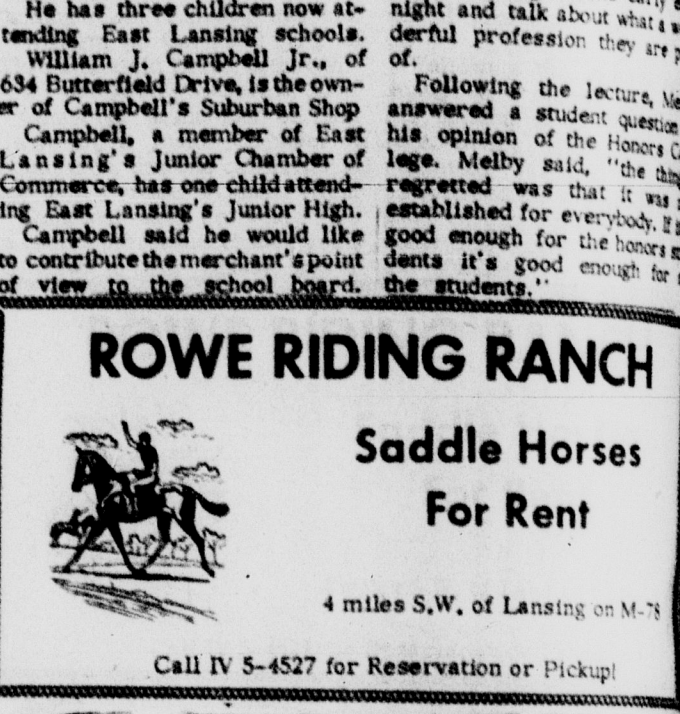 He has three children now at-
tending East Lansing schools.
William J. Campbell Jr., of
634 Butterfield Drive, is the own-
er of Campbell's Suburban Shop
Campbell, a member of East
Lansing's Junior Chamber of
Commerce, has one child attend-
ing East Lansing's Junior High.
Campbell said he would like
to contribute the merchant's point
of view to the school board.
night and talk about what a
derful profession they are
of.
Following the lecture,
answered a student question
his opinion of the Honors
lege. Melby said, "the thing
regretted was that it was
established for everybody. If
good enough for the honors
dents it's good enough for
the students."
ROWE RIDING RANCH
Saddle Horses
For Rent
4 miles S.W. of Lansing on M-78
Call IV 5-4527 for Reservation or Pickup!